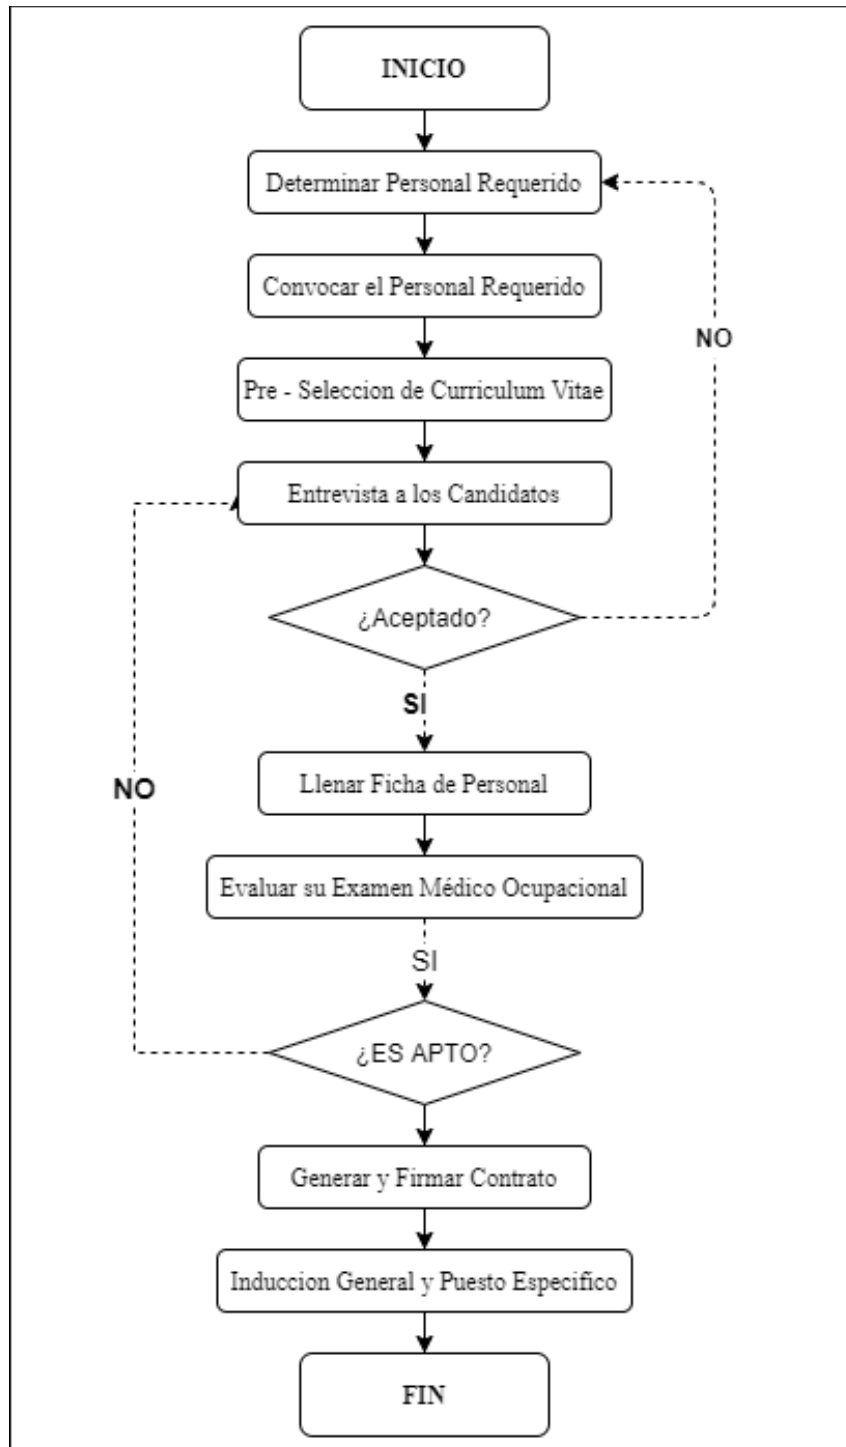 INICIO
Determinar Personal Requerido
Convocar el Personal Requerido
NO
Pre - Seleccion de Curriculum Vitae
Entrevista a los Candidatos
¿Aceptado?
SI
Llenar Ficha de Personal
NO
Evaluar su Examen Médico Ocupacional
SI
¿ES APTO?
Generar y Firmar Contrato
Induccion General y Puesto Especifíco
FIN